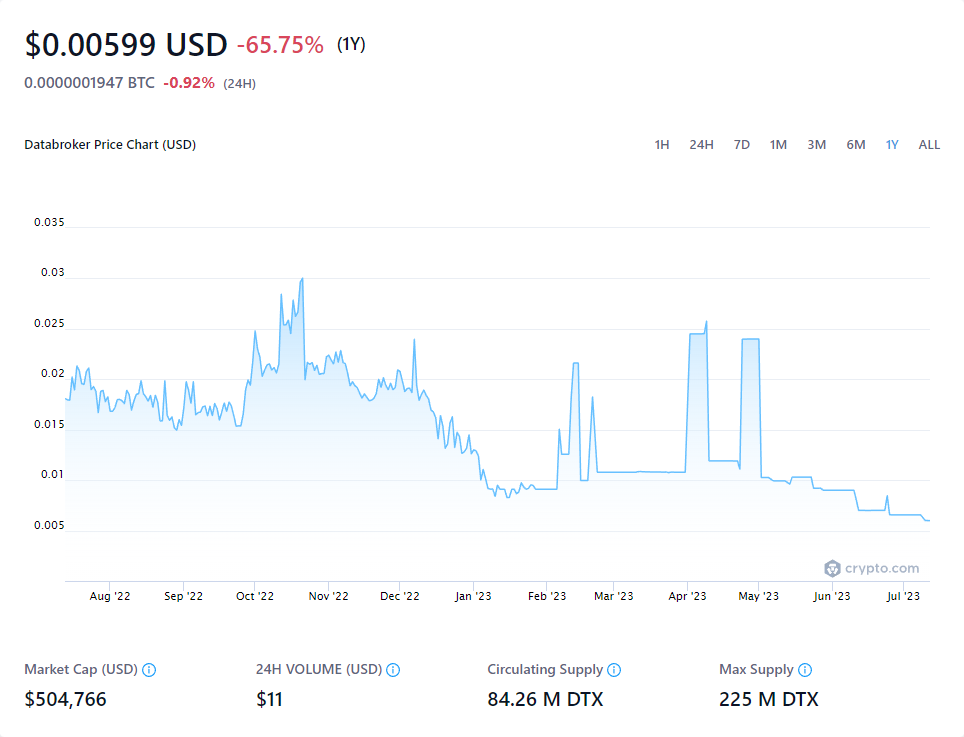 $0.00599 USD -65.75% (1Y)
0.0000001947 BTC -0.92% (24H)
Databroker Price Chart (USD) 1H 24H 7D 1M 3M 6M 1Y ALL
0.035
0.03
0.025
0.02
0.015
0.01
0.005
crypto.com
Aug '22 Sep '22 Oct '22 Nov '22 Dec '22 Jan '23 Feb '23 Mar '23 Apr '23 May '23 Jun '23 Jul '23
Market Cap (USD) 24H VOLUME (USD) Circulating Supply Max Supply
$504,766 $11 84.26 M DTX 225 M DTX